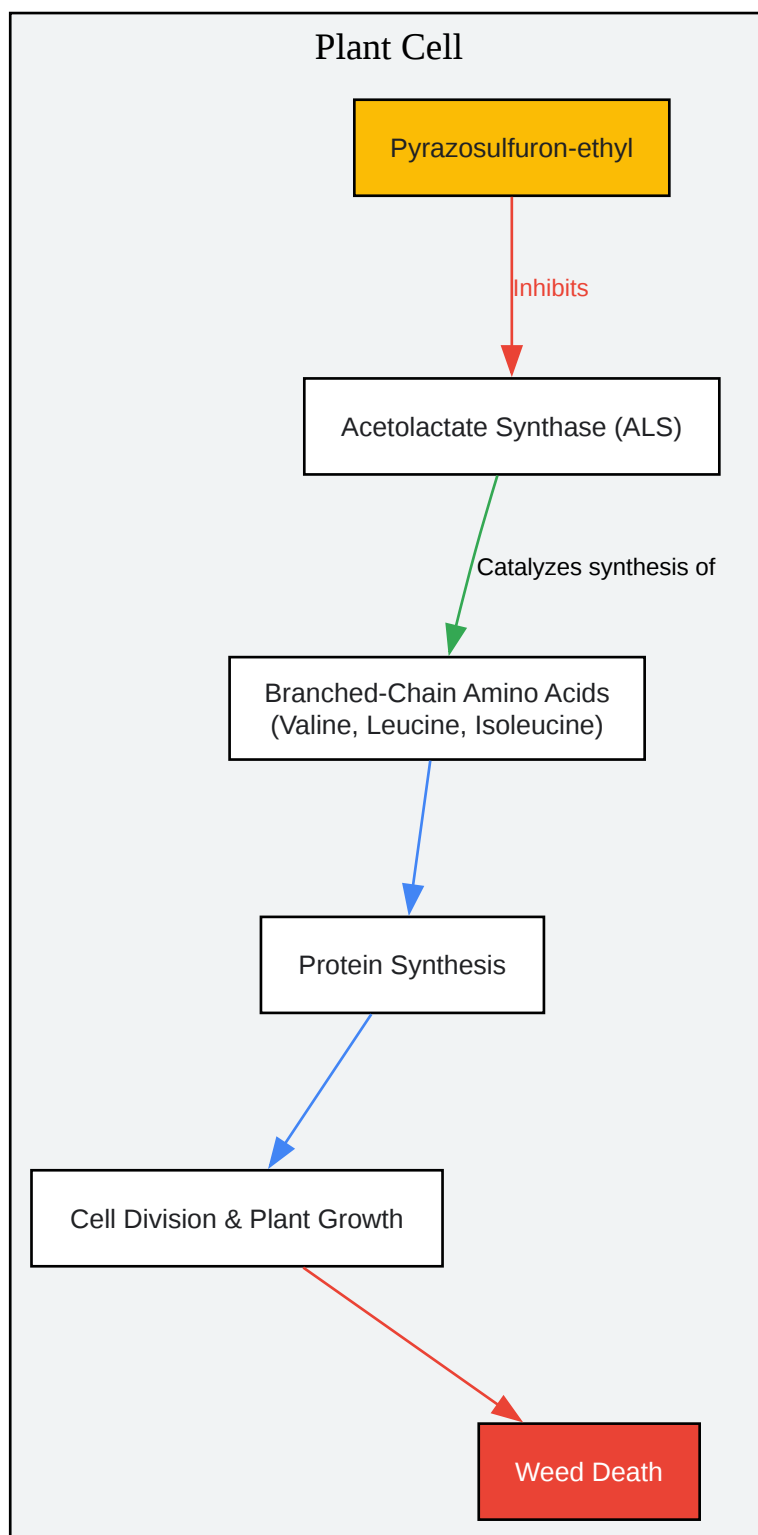 Plant Cell
Pyrazosulfuron-ethyl
Inhibits
Acetolactate Synthase (ALS)
Catalyzes synthesis of
Branched-Chain Amino Acids
(Valine, Leucine, Isoleucine)
Protein Synthesis
Cell Division & Plant Growth
Weed Death